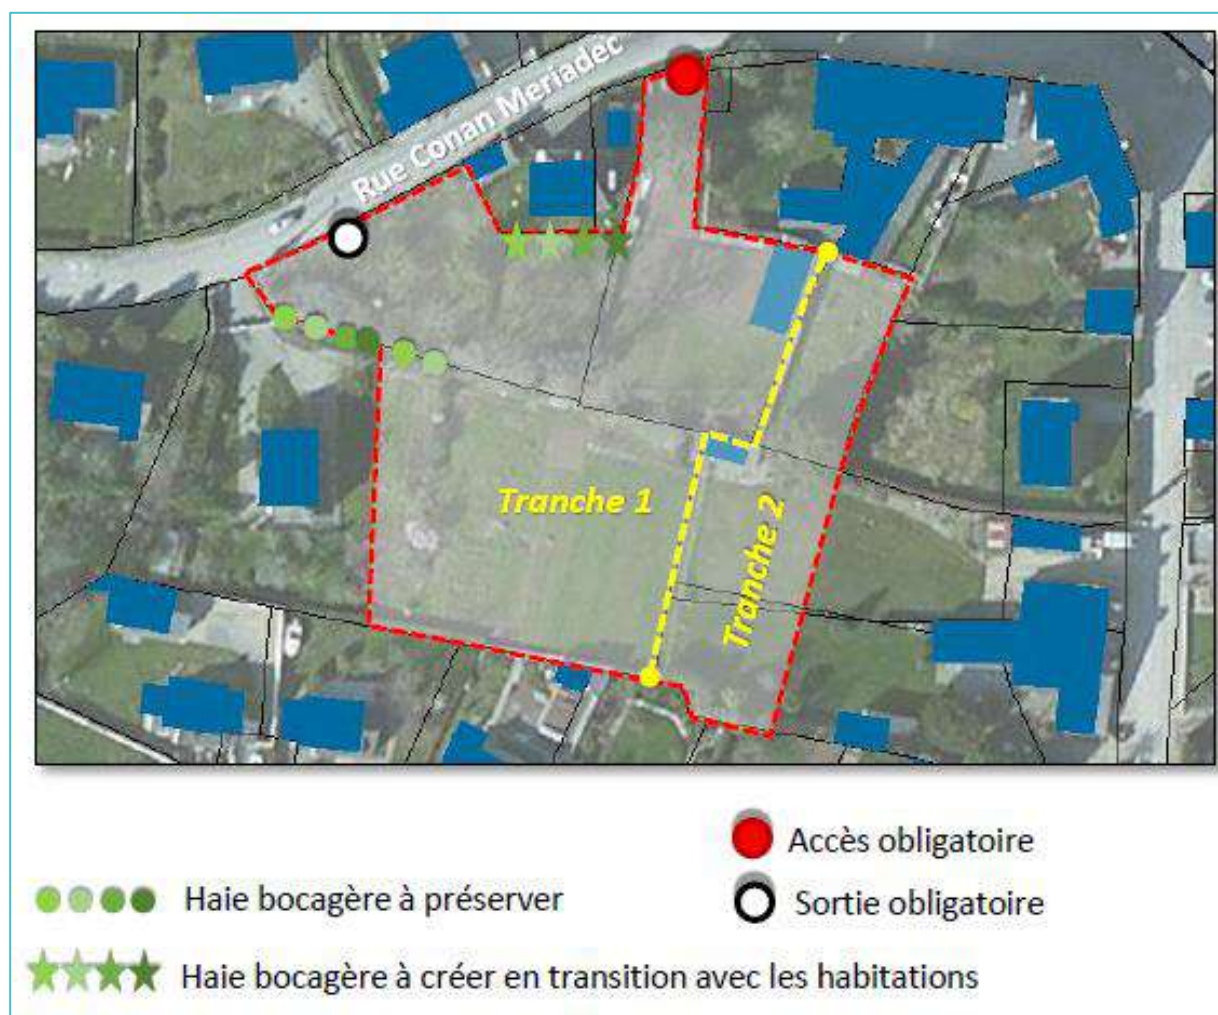 Rue Conan Meriadec
Tranche 1
Tranche 2
Accès obligatoire
Haie bocagère à préserver
Sortie obligatoire
Haie bocagère à créer en transition avec les habitations